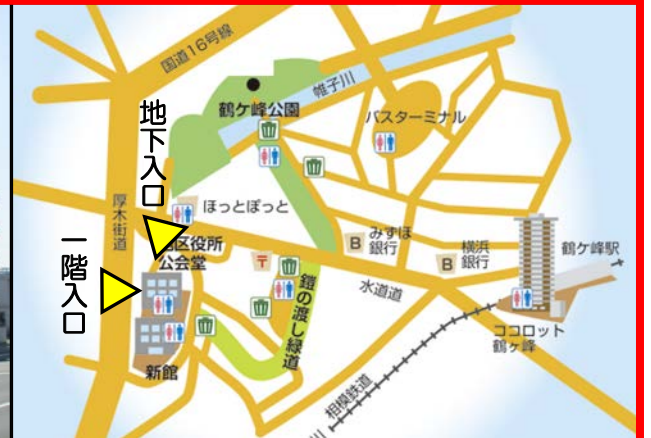 国道16号線
帷子川
鶴ケ峰公園
バスターミナル
地下入口
厚木街道
ほっとぽっと
区役所
公会堂
一階入口
〒
B
みずほ
銀行
B
横浜
銀行
鶴ケ峰駅
水道道
鎧の渡し緑道
ココロット
鶴ヶ峰
新館
相模鉄道
川